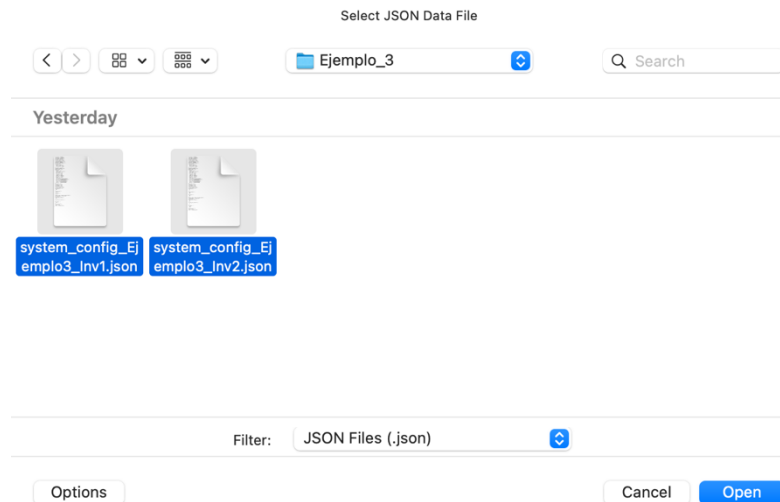 Select JSON Data File
Ejemplo_3
Search
Yesterday
system_config_Ej
emplo3_Inv1.json
system_config_Ej
emplo3_Inv2.json
Filter:
JSON Files (.json)
Options
Cancel
Open